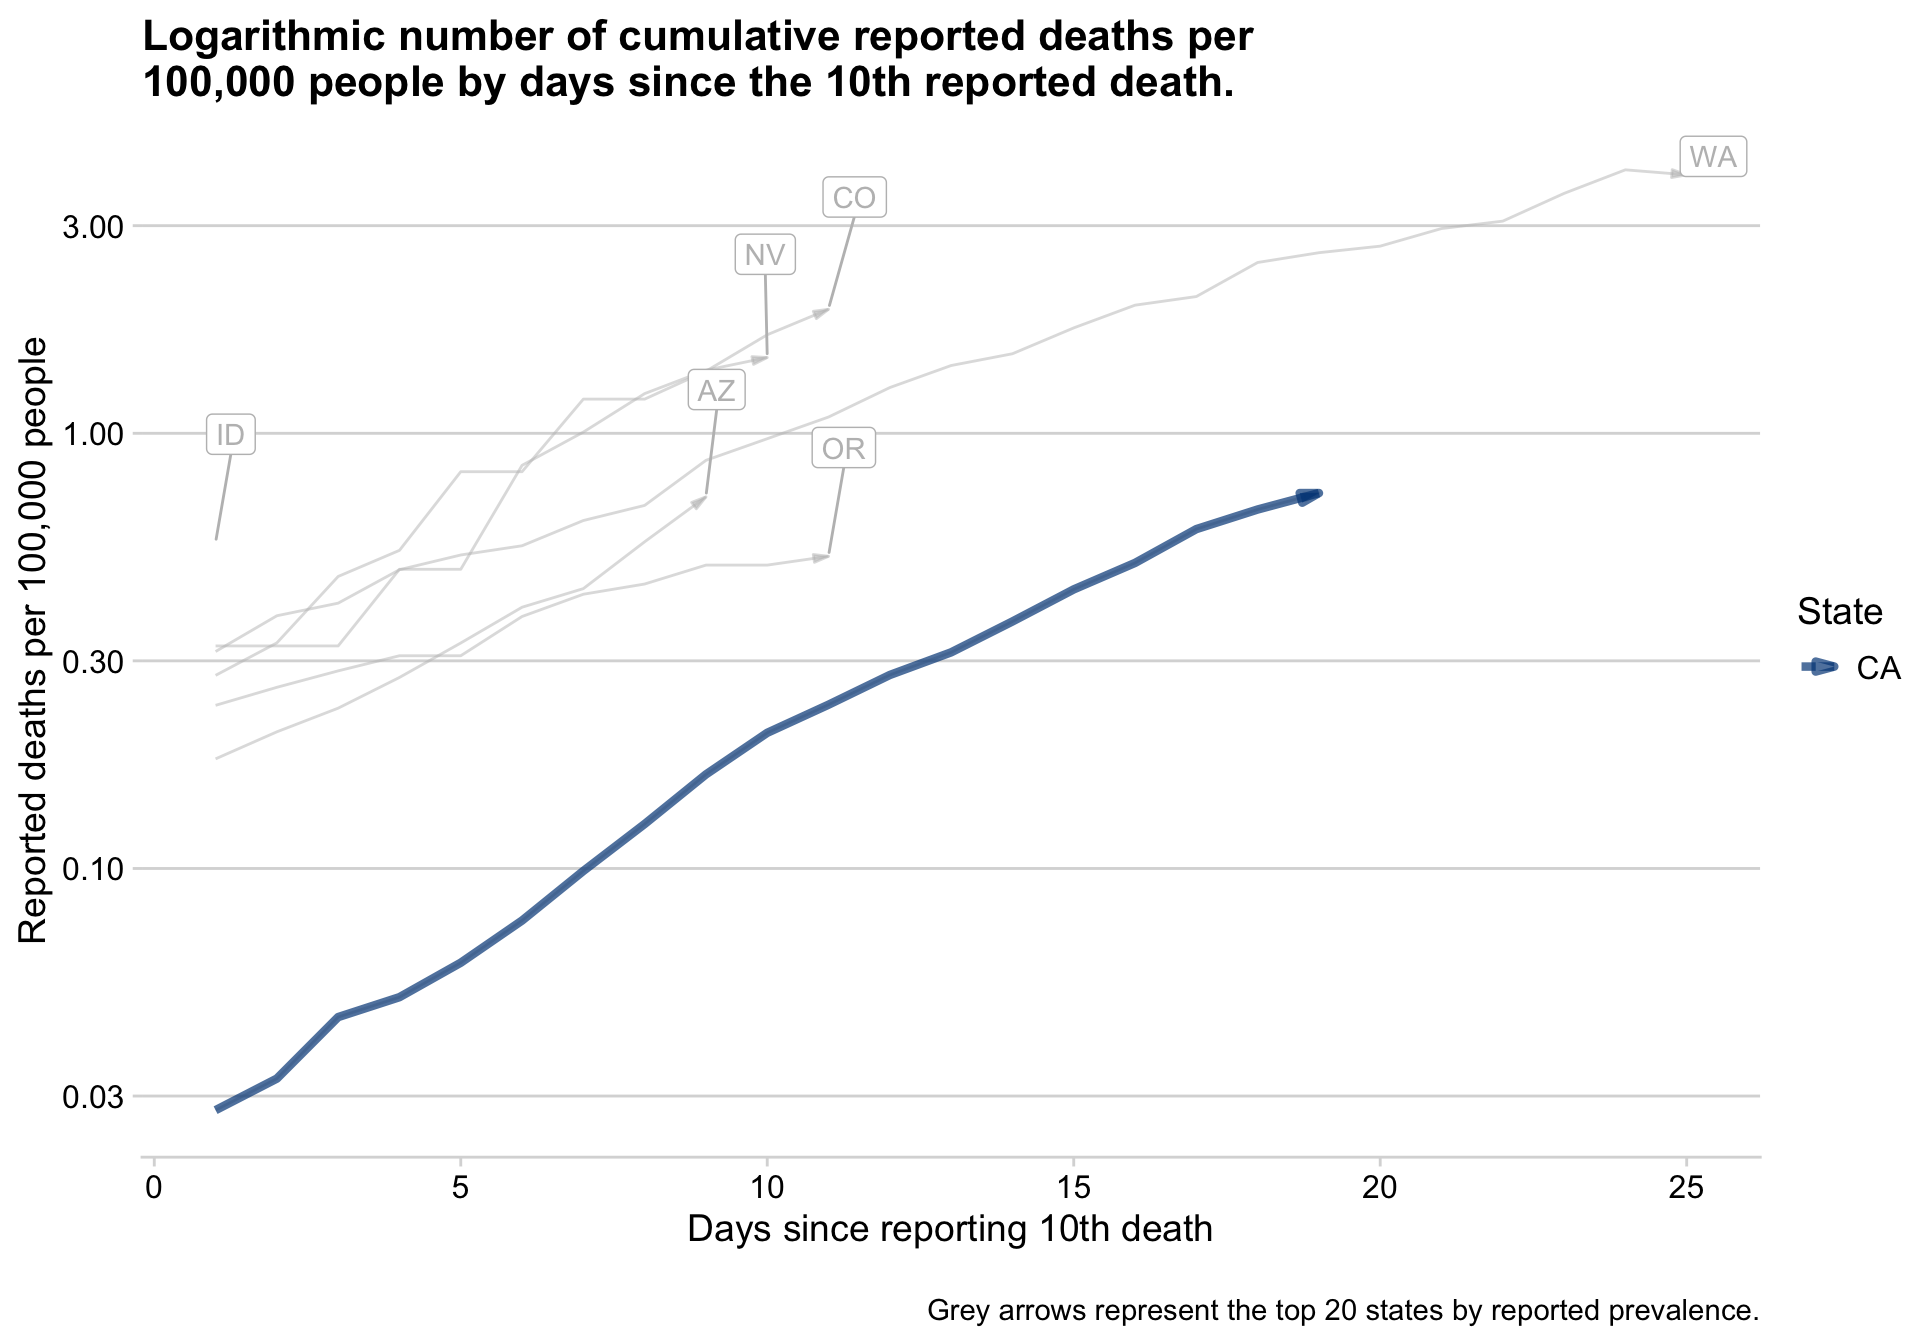 Logarithmic number of cumulative reported deaths per
100,000 people by days since the 10th reported death.
WA
CO
3.00
NV
AZ
ID
1.00
OR
Reported deaths per 100,000 people
State
CA
0.30
0.10
0.03
0 5 10 15 20 25
Days since reporting 10th death
Grey arrows represent the top 20 states by reported prevalence.